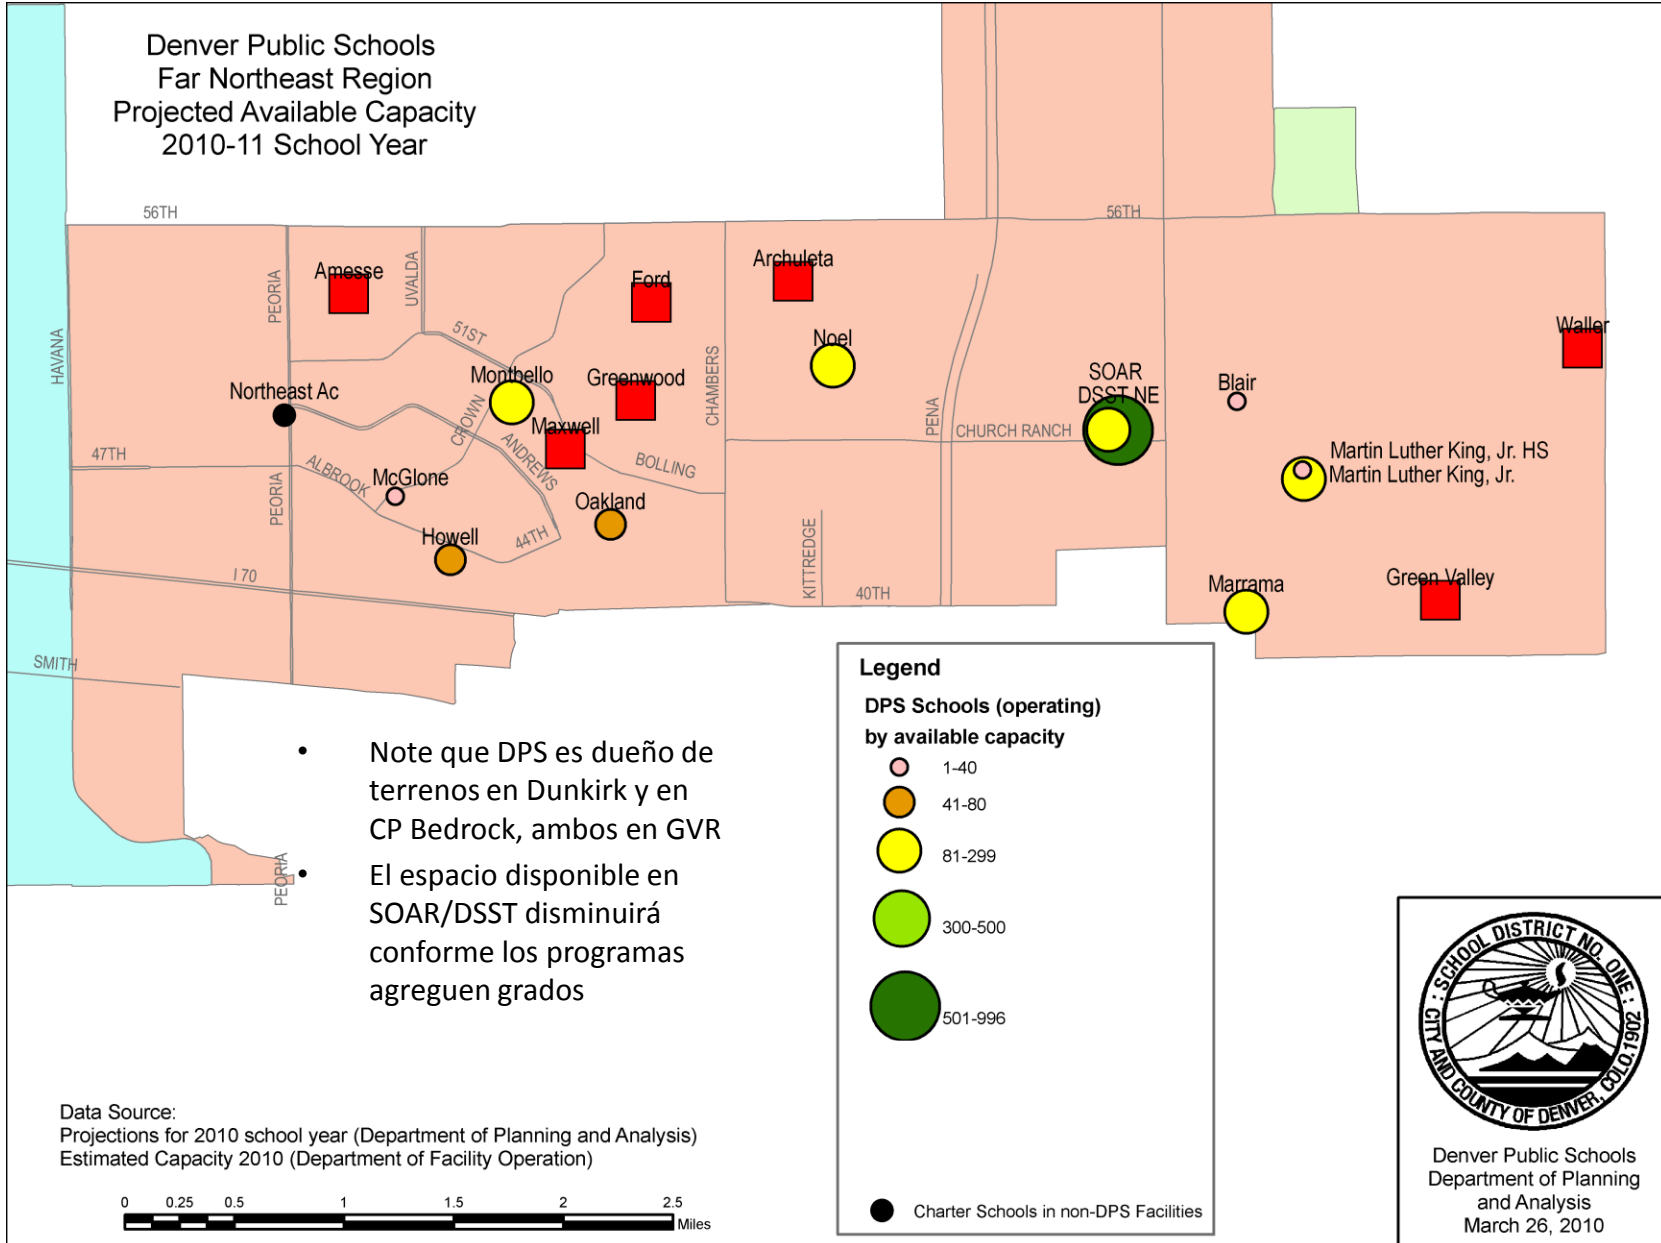 Denver Public Schools
Far Northeast Region
Projected Available Capacity
2010-11 School Year
56TH
56TH
HAVANA
PEORIA
Amesse
UVALDA
51ST
Ford
Archuleta
Noel
CHAMBERS
PENA
Waller
Northeast Ac
Montbello
Greenwood
CROWN
Maxwell
ANDREWS
SOAR
DSST NE
Blair
CHURCH RANCH
47TH
ALBROOK
McGlone
BOLLING
Martin Luther King, Jr. HS
Martin Luther King, Jr.
PEORIA
Oakland
Howell
44TH
KITTREDGE
I 70
40TH
Marrama
Green Valley
SMITH
PEORIA
• Note que DPS es dueño de
terrenos en Dunkirk y en
CP Bedrock, ambos en GVR
• El espacio disponible en
SOAR/DSST disminuirá
conforme los programas
agreguen grados
Legend
DPS Schools (operating)
by available capacity
1-40
41-80
81-299
300-500
501-996
Charter Schools in non-DPS Facilities
Data Source:
Projections for 2010 school year (Department of Planning and Analysis)
Estimated Capacity 2010 (Department of Facility Operation)
0 0.25 0.5 1 1.5 2 2.5
Miles
: SCHOOL DISTRICT NO. ONE :
CITY AND COUNTY OF DENVER, COLO. 1902
Denver Public Schools
Department of Planning
and Analysis
March 26, 2010